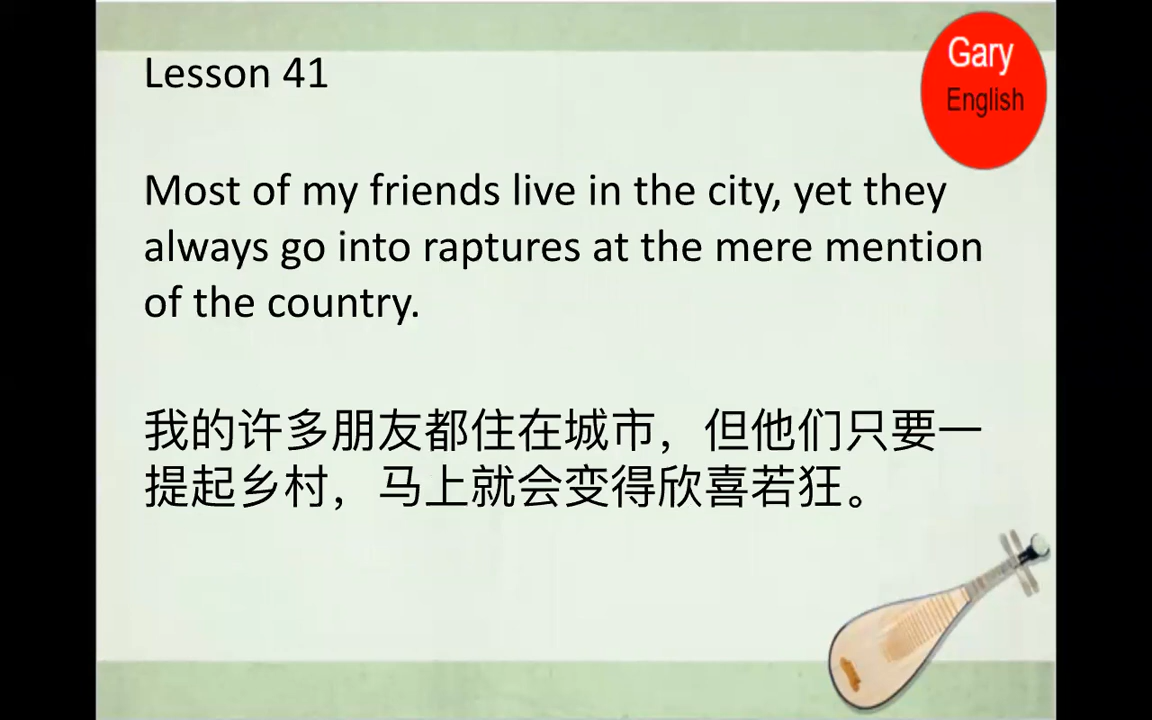 Gary
English
Lesson 41
Most of my friends live in the city, yet they
always go into raptures at the mere mention
of the country.
我的许多朋友都住在城市，但他们只要一
提起乡村，马上就会变得欣喜若狂。